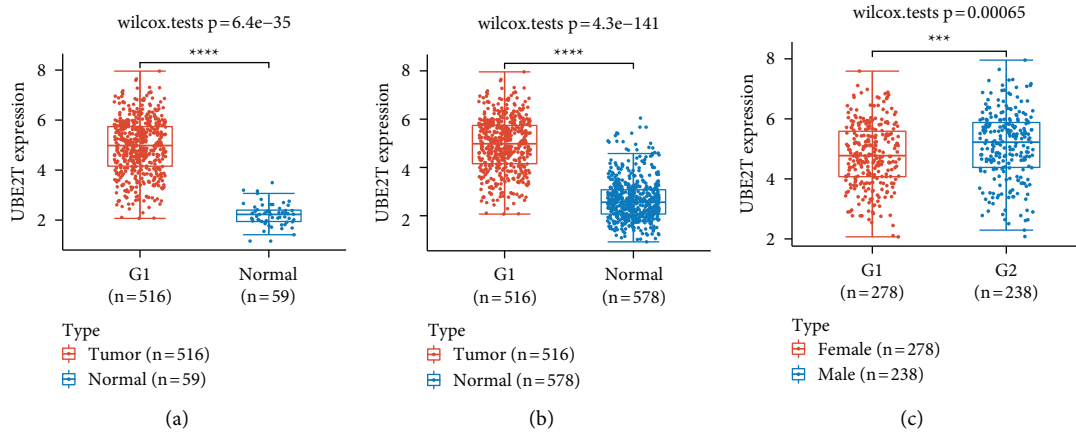 wilcox.tests p=6.4e−35
****
UBE2T expression
8
6
4
2
G1
(n=516)
Normal
(n=59)
Type
Tumor (n=516)
Normal (n=59)
(a)
wilcox.tests p=4.3e−141
****
UBE2T expression
8
6
4
2
G1
(n=516)
Normal
(n=578)
Type
Tumor (n=516)
Normal (n=578)
(b)
wilcox.tests p=0.00065
***
UBE2T expression
8
6
4
2
G1
(n=278)
G2
(n=238)
Type
Female (n=278)
Male (n=238)
(c)